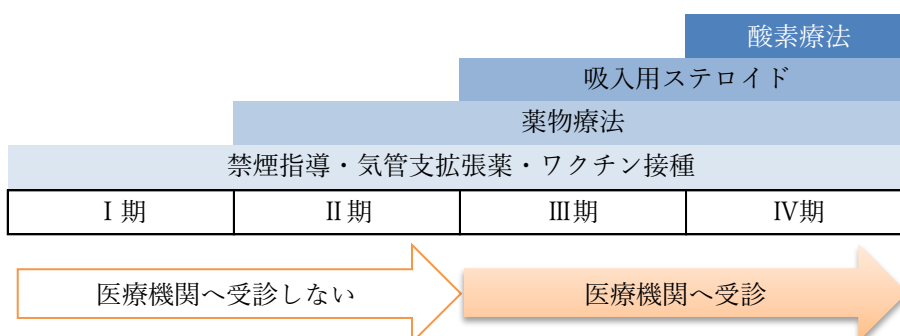 酸素療法
吸入用ステロイド
薬物療法
禁煙指導・気管支拡張薬・ワクチン接種
Ⅰ期 Ⅱ期 Ⅲ期 Ⅳ期
医療機関へ受診しない 医療機関へ受診